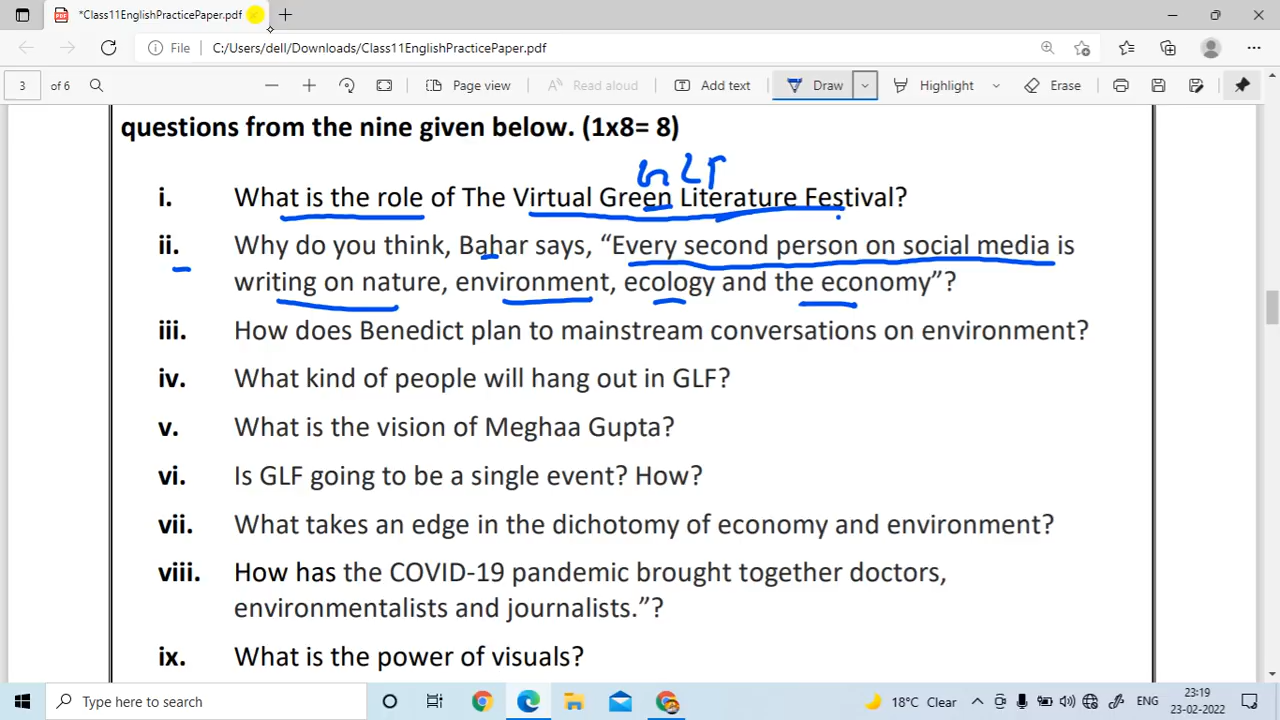 *Class11EnglishPracticePaper.pdf
File C:/Users/dell/Downloads/Class11EnglishPracticePaper.pdf
3 of 6 Page view Read aloud Add text Draw Highlight Erase
questions from the nine given below. (1x8= 8)
GLF
i. What is the role of The Virtual Green Literature Festival?
ii. Why do you think, Bahar says, “Every second person on social media is
writing on nature, environment, ecology and the economy”?
iii. How does Benedict plan to mainstream conversations on environment?
iv. What kind of people will hang out in GLF?
v. What is the vision of Meghaa Gupta?
vi. Is GLF going to be a single event? How?
vii. What takes an edge in the dichotomy of economy and environment?
viii. How has the COVID-19 pandemic brought together doctors,
environmentalists and journalists.”?
ix. What is the power of visuals?
Type here to search 18°C Clear ENG 23:19
23-02-2022